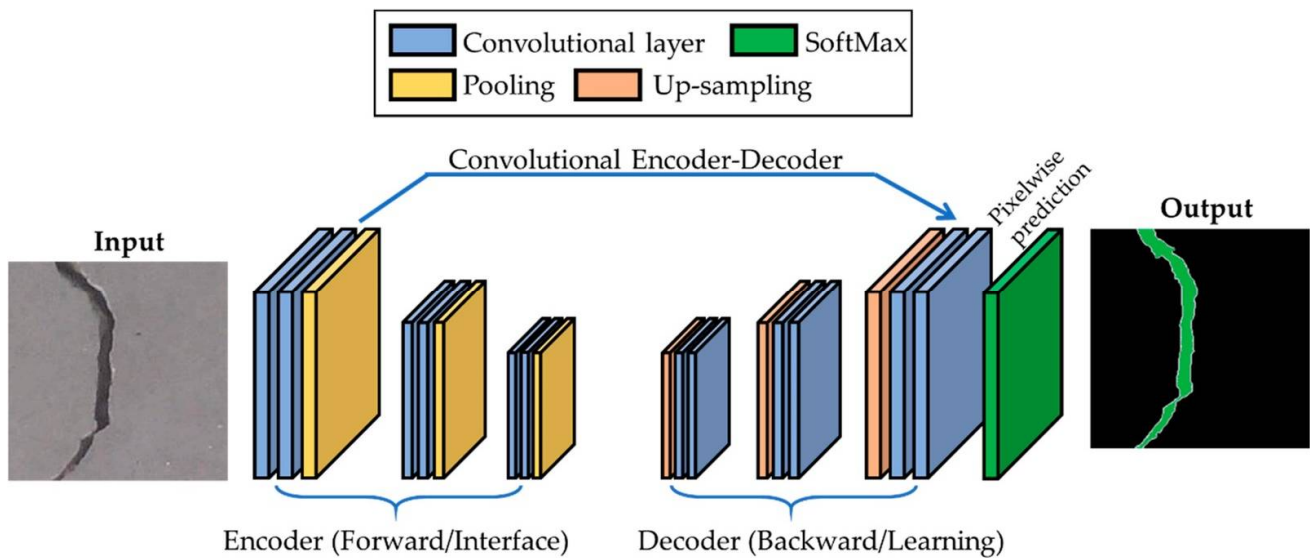 Convolutional layer
SoftMax
Pooling
Up-sampling
Convolutional Encoder-Decoder
Input
Pixelwise
prediction
Output
Encoder (Forward/Interface)
Decoder (Backward/Learning)